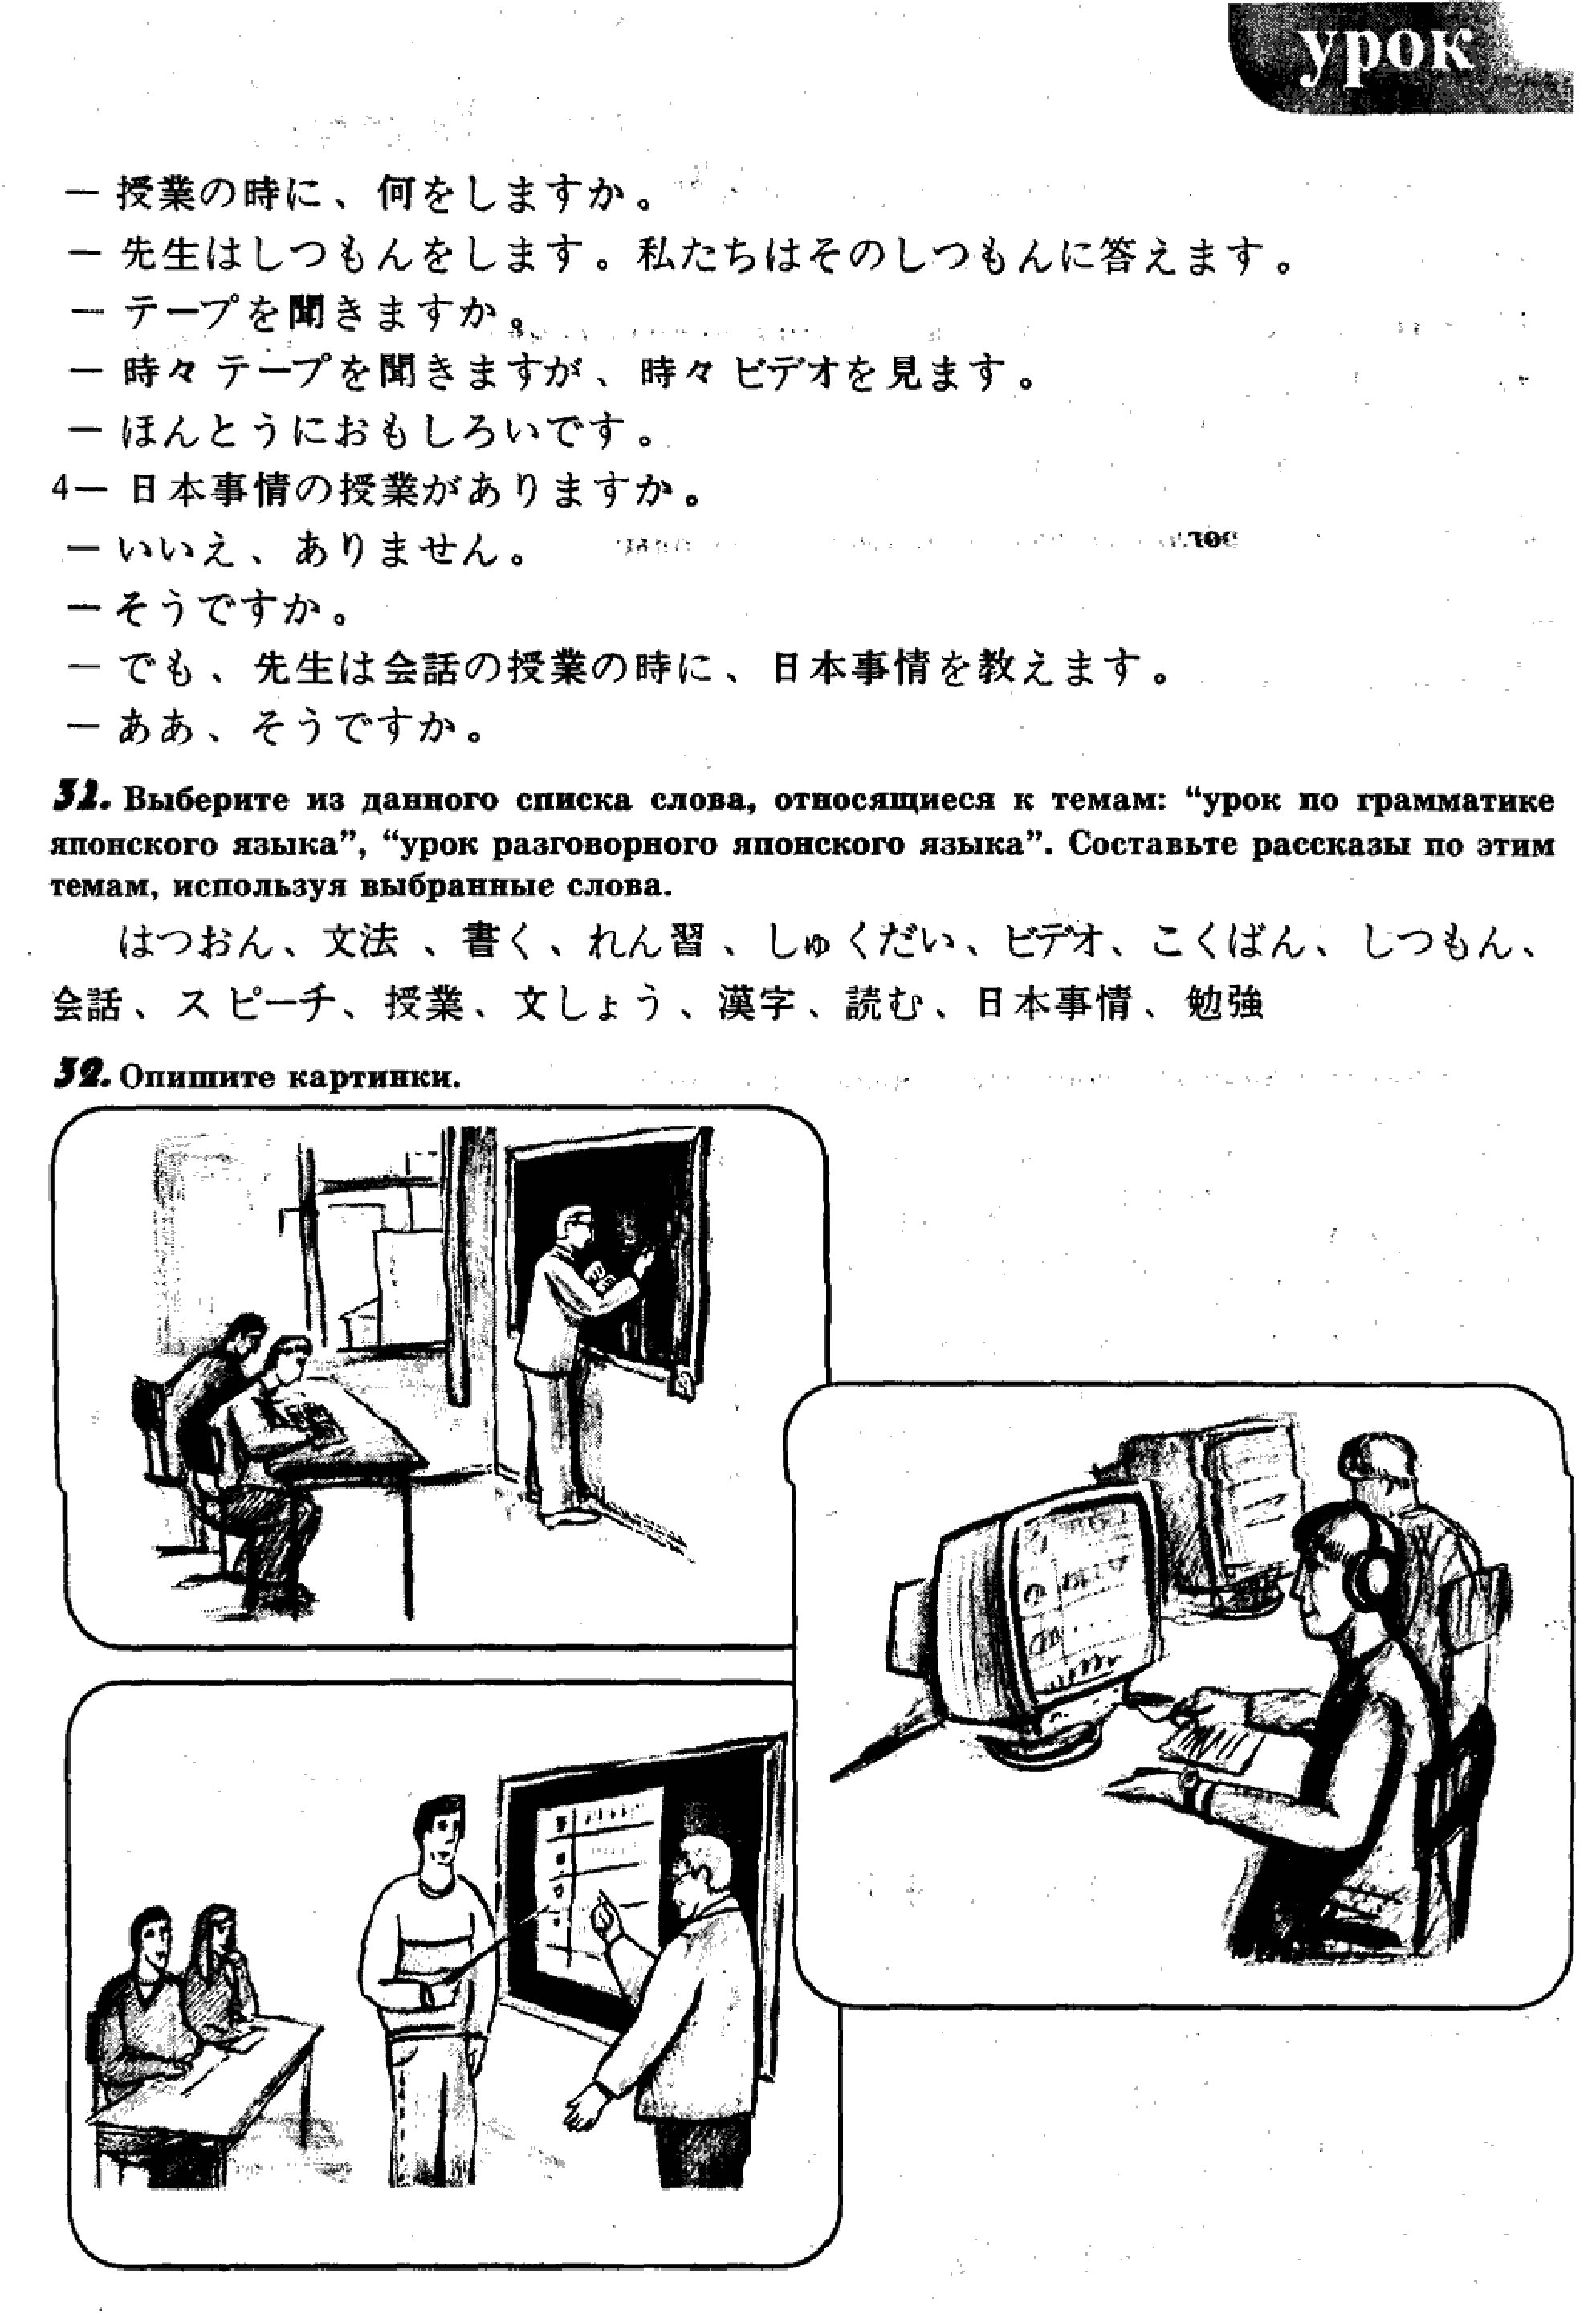 урок
— 授業の時に、何をしますか。
— 先生はしつもんをします。私たちはそのしつもんに答えます。
— テープを聞きますか。
— 時々テープを聞きますが、時々ビデオを見ます。
— ほんとうにおもしろいです。
4— 日本事情の授業がありますか。
— いいえ、ありません。
— そうですか。
— でも、先生は会話の授業の時に、日本事情を教えます。
— ああ、そうですか。
31. Выберите из данного списка слова, относящиеся к темам: “урок по грамматике
японского языка”, “урок разговорного японского языка”. Составьте рассказы по этим
темам, используя выбранные слова.
はつおん、文法、書く、れん習、しゅくだい、ビデオ、こくばん、しつもん、
会話、スピーチ、授業、文しょう、漢字、読む、日本事情、勉強
32. Опишите картинки.